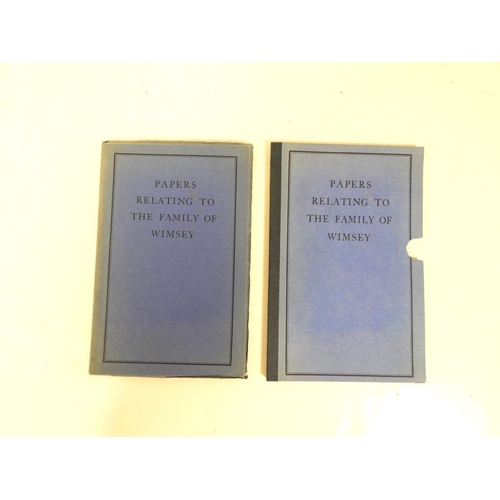 PAPERS
RELATING TO
THE FAMILY OF
WIMSEY
PAPERS
RELATING TO
THE FAMILY OF
WIMSEY